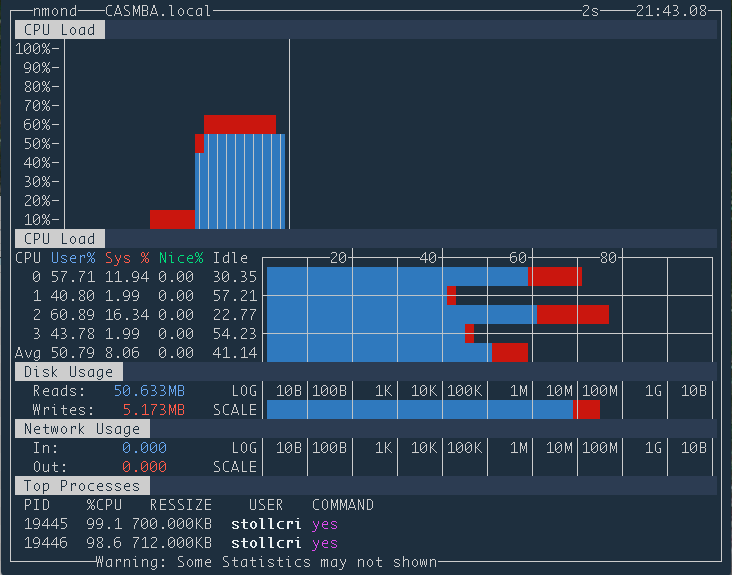 nmond CASMBA.local 2s 21:43.08
CPU Load
100%-
90%-
80%-
70%-
60%-
50%-
40%-
30%-
20%-
10%-
CPU Load
CPU User% Sys % Nice% Idle 20 40 60 80
0 57.71 11.94 0.00 30.35
1 40.80 1.99 0.00 57.21
2 60.89 16.34 0.00 22.77
3 43.78 1.99 0.00 54.23
Avg 50.79 8.06 0.00 41.14
Disk Usage
Reads: 50.633MB LOG 10B 100B 1K 10K 100K 1M 10M 100M 1G 10B
Writes: 5.173MB SCALE
Network Usage
In: 0.000 LOG 10B 100B 1K 10K 100K 1M 10M 100M 1G 10B
Out: 0.000 SCALE
Top Processes
PID %CPU RESSIZE USER COMMAND
19445 99.1 700.000KB stollcri yes
19446 98.6 712.000KB stollcri yes
Warning: Some Statistics may not shown